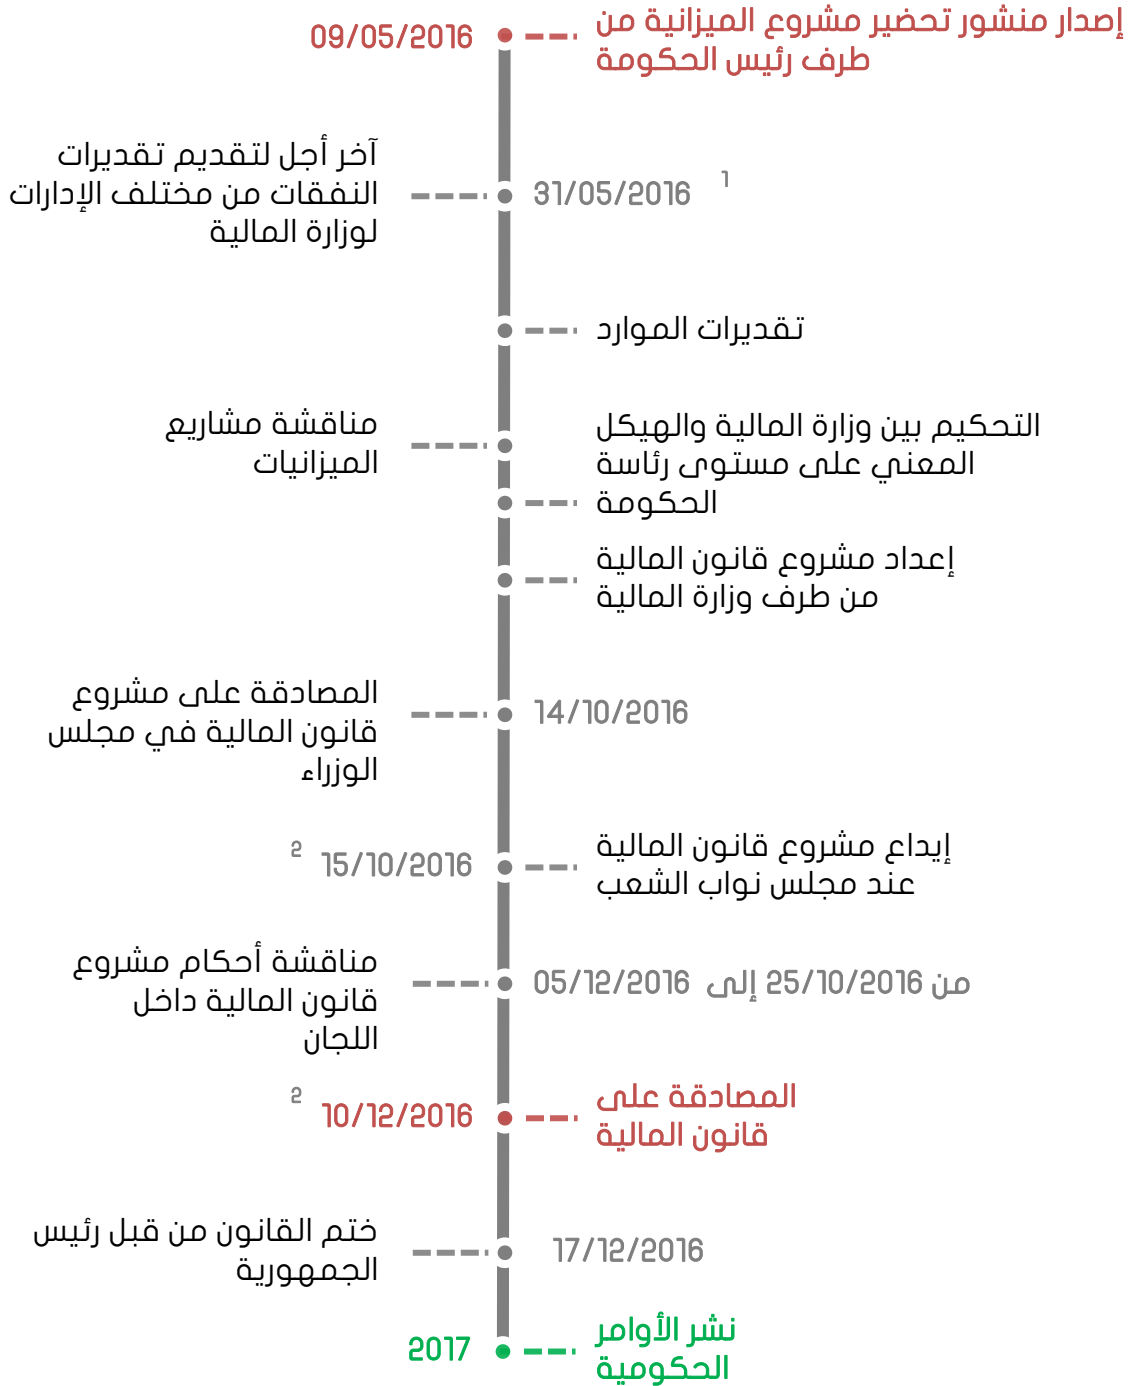 إصدار منشور تحضير مشروع الميزانية من
طرف رئيس الحكومة
09/05/2016
آخر أجل لتقديم تقديرات
النفقات من مختلف الإدارات
لوزارة المالية
31/05/2016 1
تقديرات الموارد
مناقشة مشاريع
الميزانيات
التحكيم بين وزارة المالية والهيكل
المعني على مستوى رئاسة
الحكومة
إعداد مشروع قانون المالية
من طرف وزارة المالية
المصادقة على مشروع
قانون المالية في مجلس
الوزراء
14/10/2016
إيداع مشروع قانون المالية
عند مجلس نواب الشعب
15/10/2016 2
مناقشة أحكام مشروع
قانون المالية داخل
اللجان
من 25/10/2016 إلى 05/12/2016
المصادقة على
قانون المالية
10/12/2016 2
ختم القانون من قبل رئيس
الجمهورية
17/12/2016
نشر الأوامر
الحكومية
2017